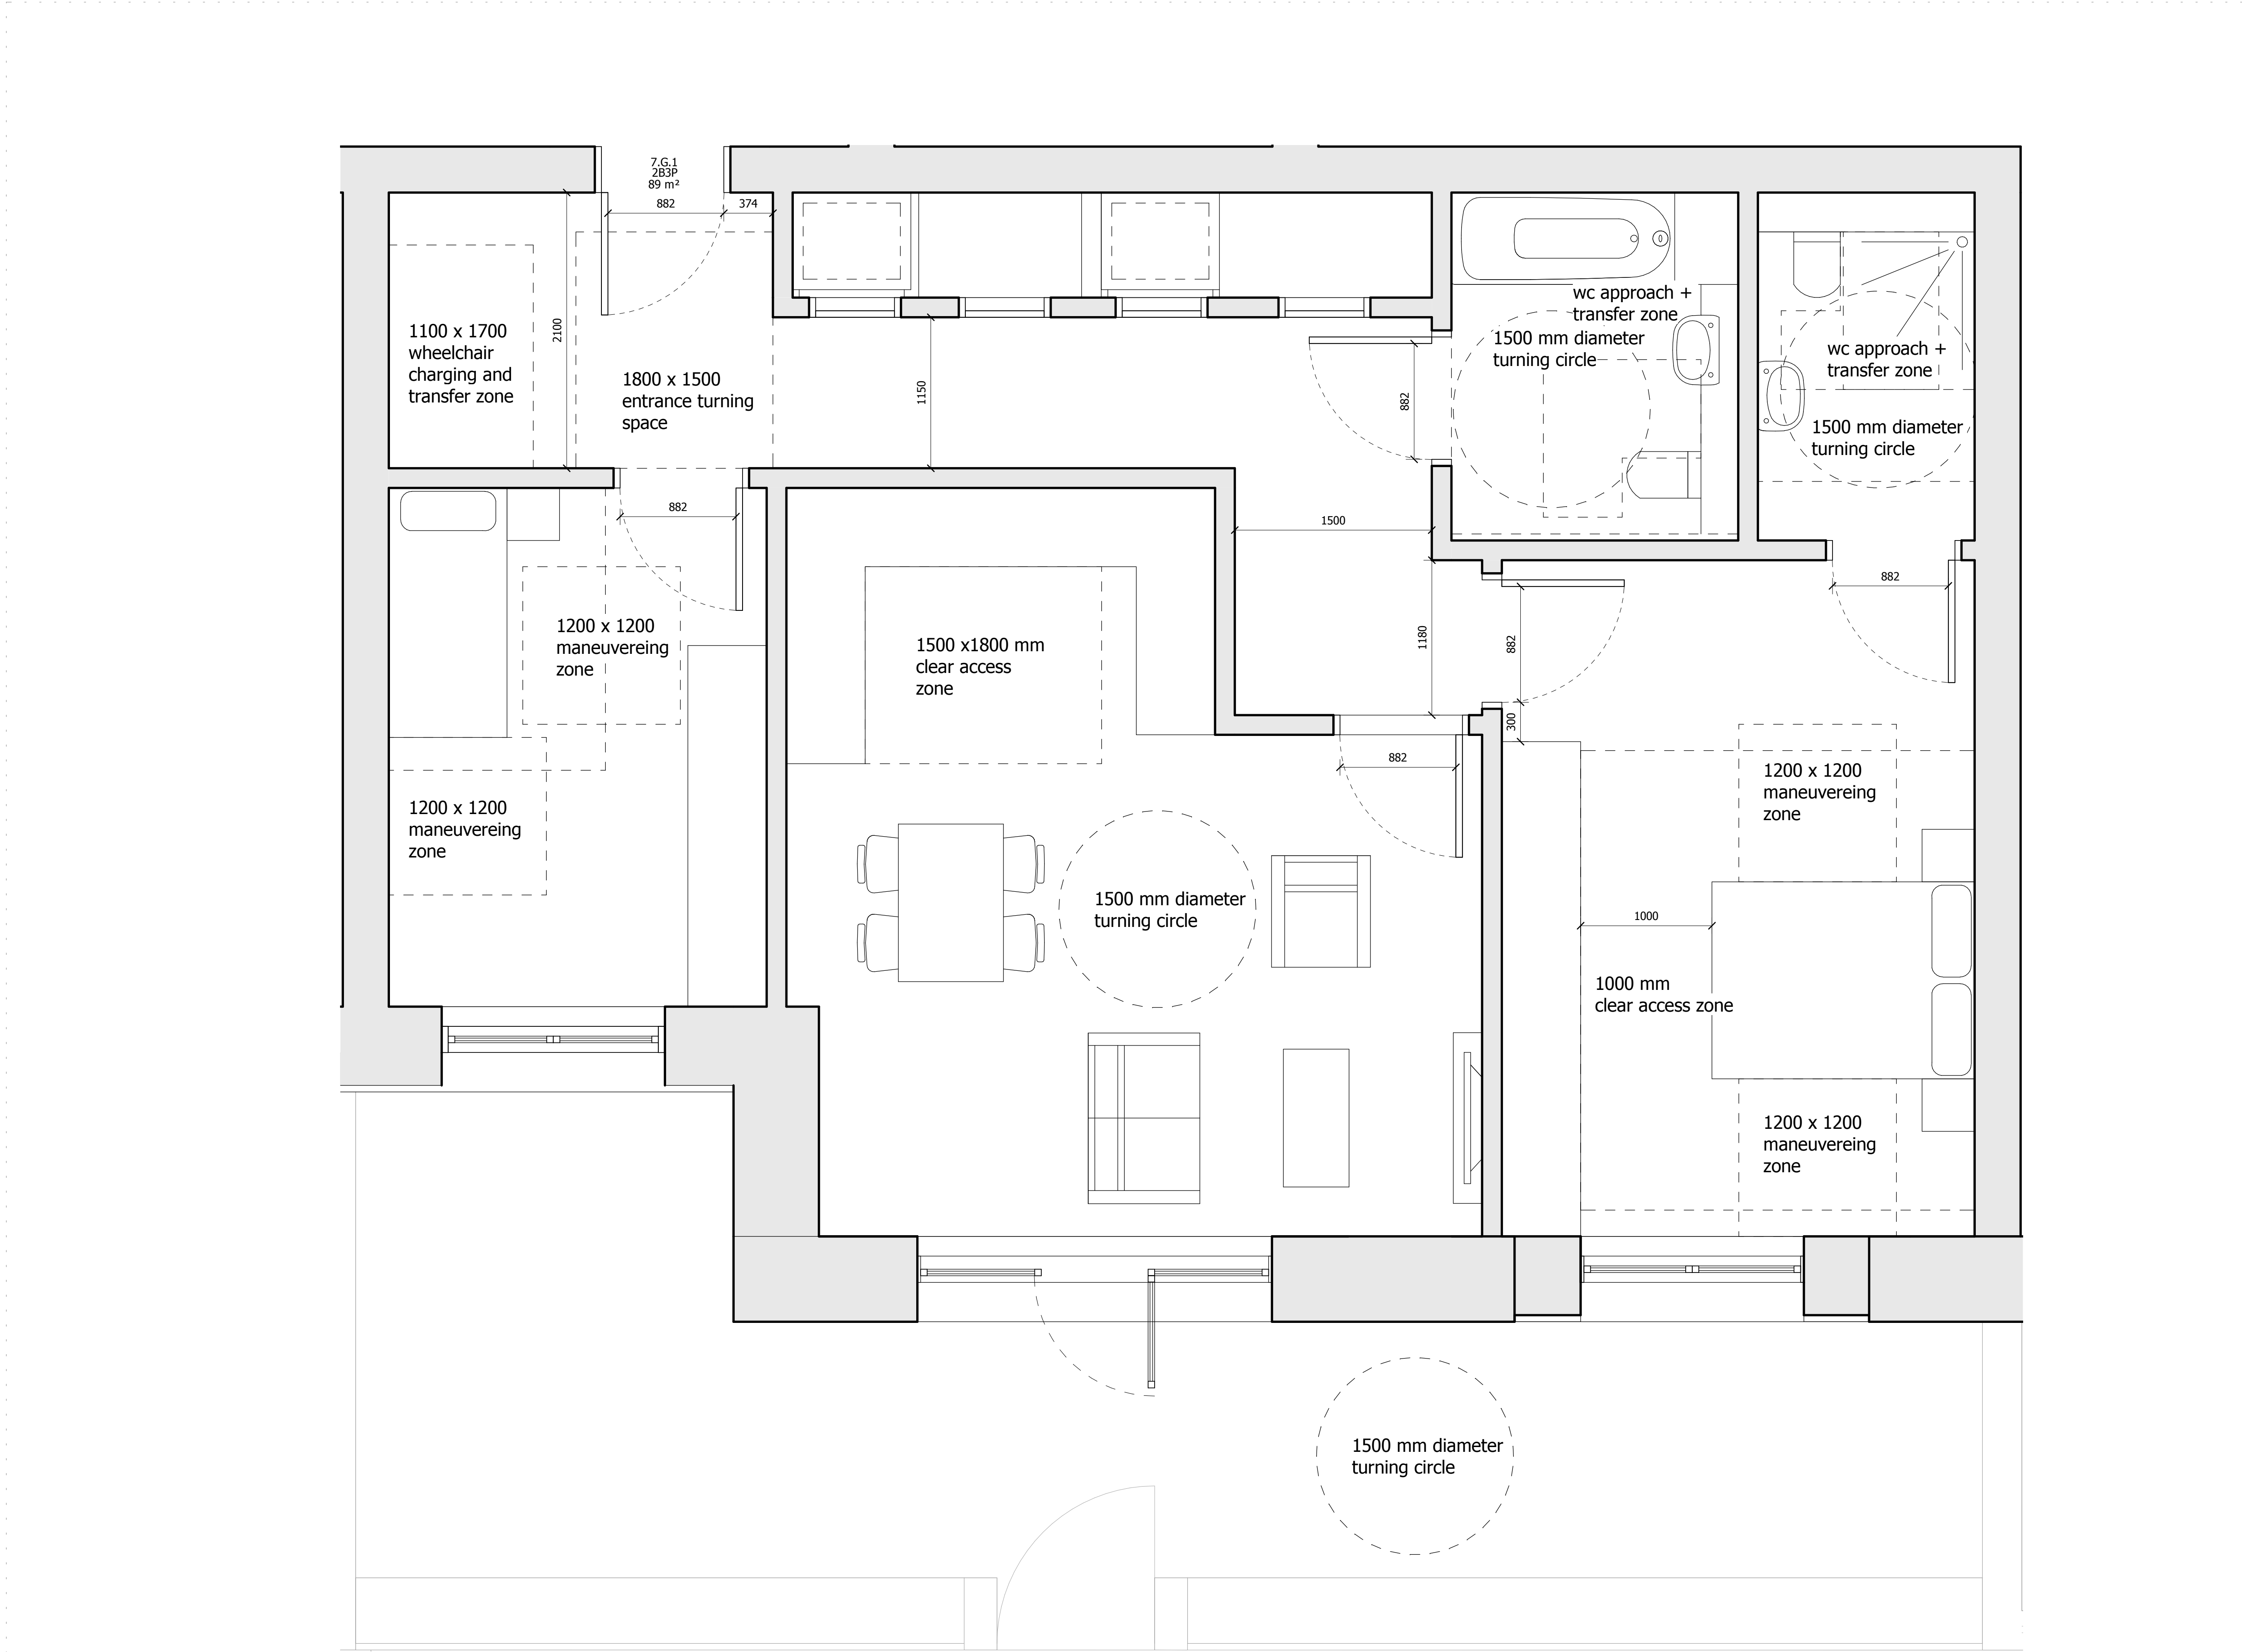 7.G.1
2B3P
89 m²
882
374
2100
1100 x 1700
wheelchair
charging and
transfer zone
1800 x 1500
entrance turning
space
1150
882
wc approach +
transfer zone
1500 mm diameter
turning circle
wc approach +
transfer zone
1500 mm diameter
turning circle
882
1500
1180
882
300
882
1200 x 1200
maneuvereing
zone
1200 x 1200
maneuvereing
zone
1500 x1800 mm
clear access
zone
882
1500 mm diameter
turning circle
1200 x 1200
maneuvereing
zone
1000
1000 mm
clear access zone
1200 x 1200
maneuvereing
zone
1500 mm diameter
turning circle